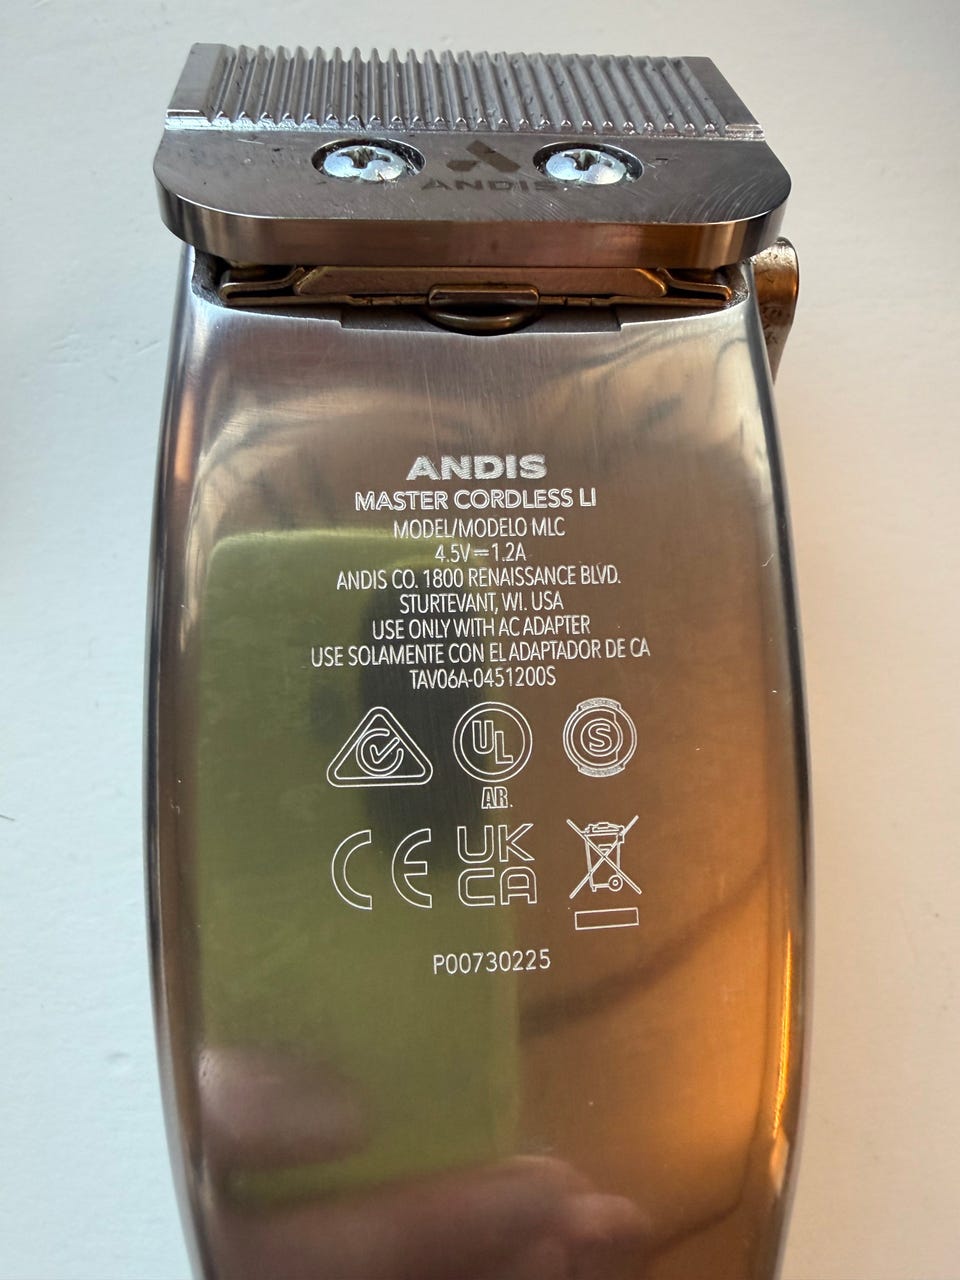 ANDIS
ANDIS
MASTER CORDLESS LI
MODEL/MODELO MLC
4.5V⎓1.2A
ANDIS CO. 1800 RENAISSANCE BLVD.
STURTEVANT, WI. USA
USE ONLY WITH AC ADAPTER
USE SOLAMENTE CON EL ADAPTADOR DE CA
TAV06A-0451200S
UL S
AR.
CE UK
CA
P00730225